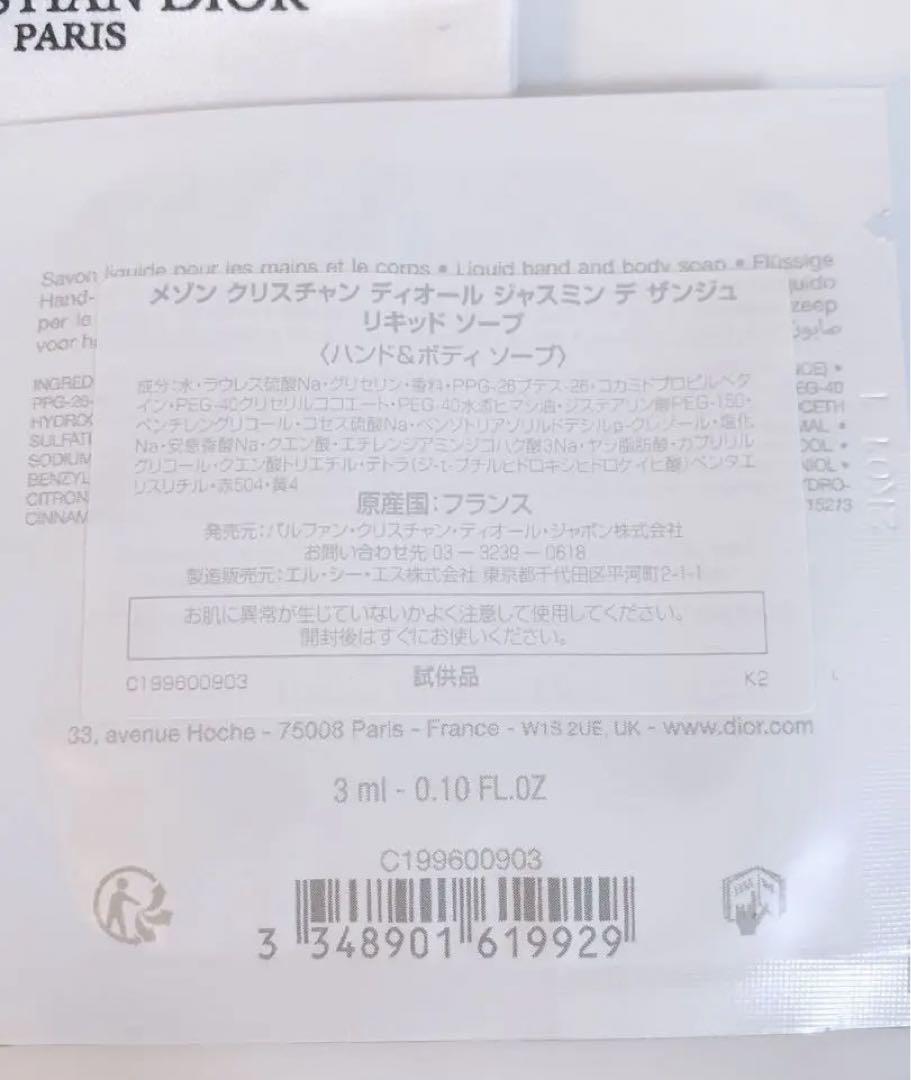 DIOR
PARIS
Savon liquide pour les mains et le corps • Liquid hand and body soap • Flüssige
Hand-
per le
zeep
voor h
メゾン クリスチャン ディオール ジャスミン デ ザンジュ
リキッド ソープ
〈ハンド&ボディ ソープ〉
INGRED
PPG-26-
HYDROG
SULFATE
SODIUM
BENZYL
CITRON
CINNAM
成分:水・ラウレス硫酸Na・グリセリン・香料・PPG-26ブテス-26・コカミドプロピルベタ
イン・PEG-40グリセリルココエート・PEG-40水添ヒマシ油・ジステアリン酸PEG-150・
ペンチレングリコール・コセス硫酸Na・ベンゾトリアゾリルドデシルp-クレゾール・塩化
Na・安息香酸Na・クエン酸・エチレンジアミンジコハク酸3Na・ヤシ脂肪酸・カプリリル
グリコール・クエン酸トリエチル・テトラ(ジ-t-ブチルヒドロキシヒドロケイヒ酸)ペンタエ
リスリチル・赤504・黄4
EG-40
CETH
15273
原産国:フランス
発売元:パルファン・クリスチャン・ディオール・ジャポン株式会社
お問い合わせ先 03－3239－0618
製造販売元:エル・シー・エス株式会社 東京都千代田区平河町2-1-1
お肌に異常が生じていないかよく注意して使用してください。
開封後はすぐにお使いください。
C199600903 試供品 K2
33, avenue Hoche - 75008 Paris - France - W1S 2UE, UK - www.dior.com
3 ml - 0.10 FL.OZ
C199600903
3 348901 619929